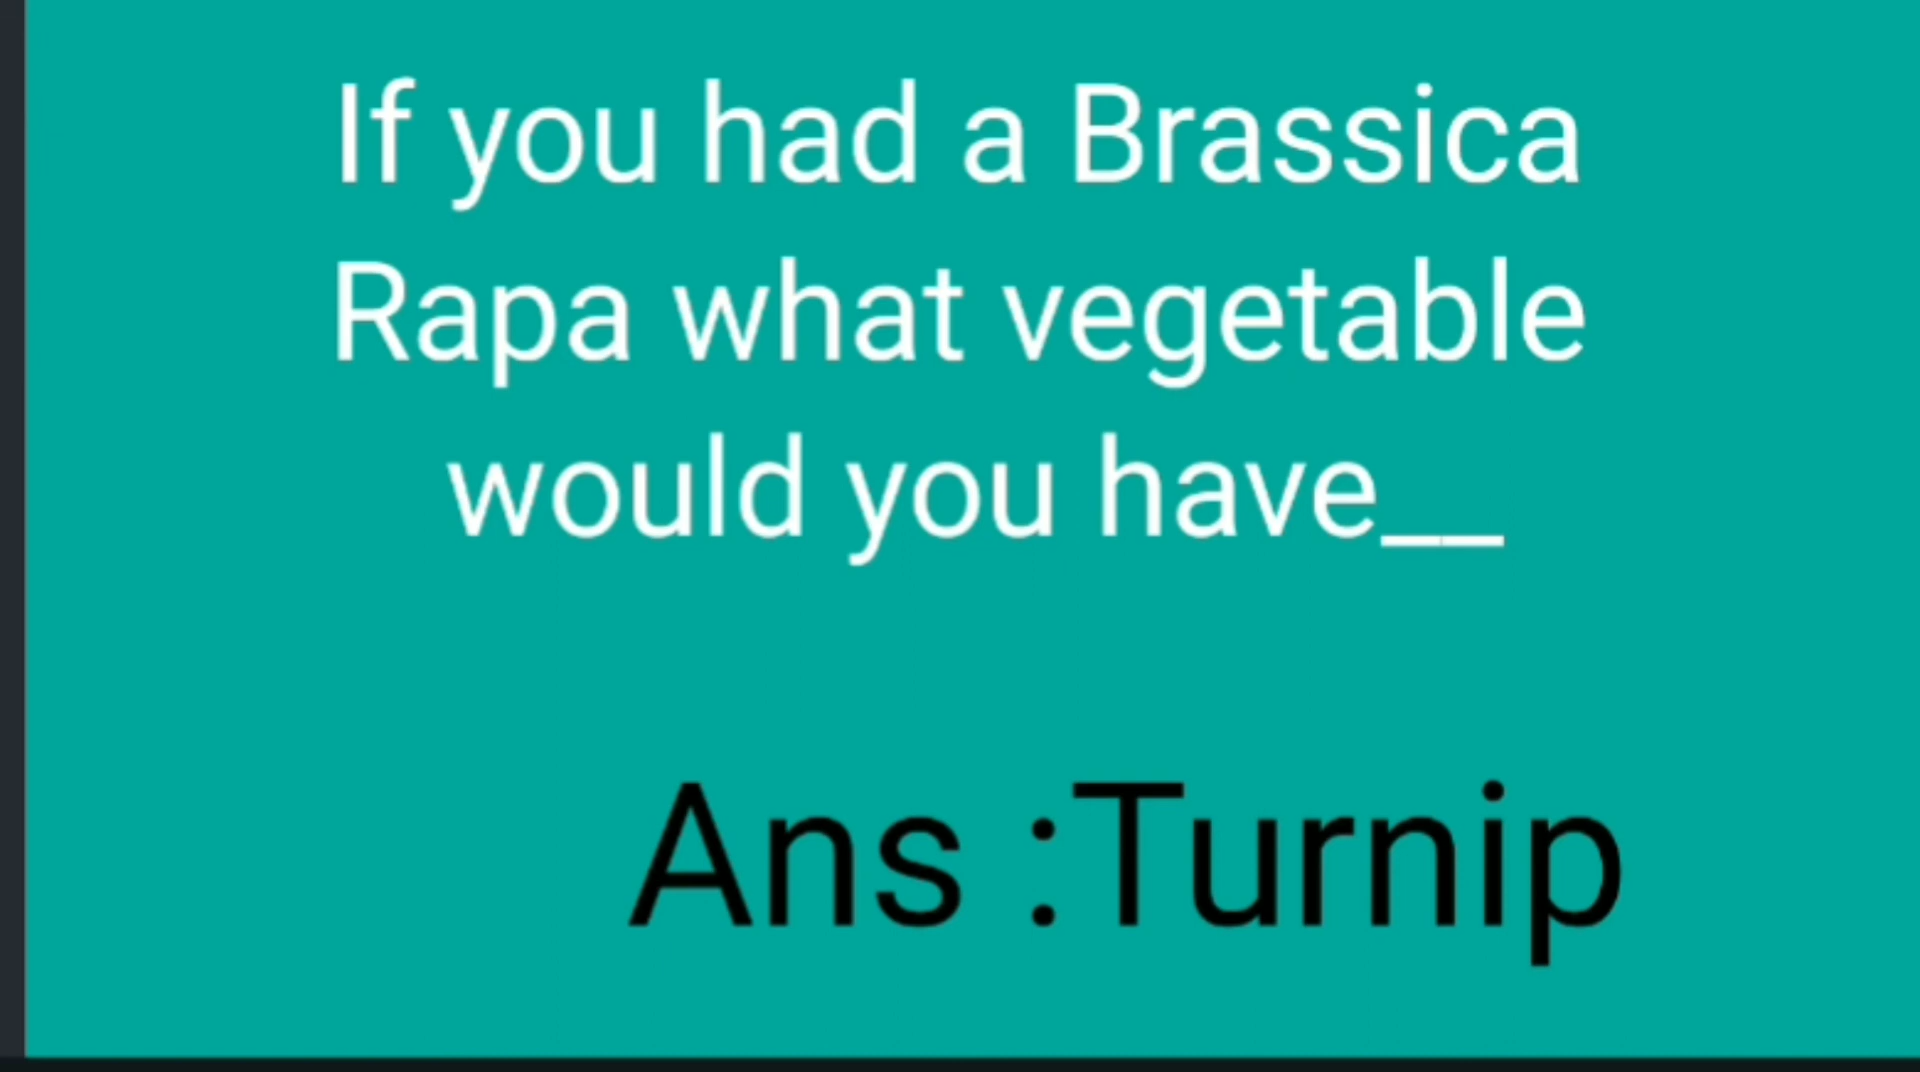 If you had a Brassica
Rapa what vegetable
would you have__
Ans :Turnip